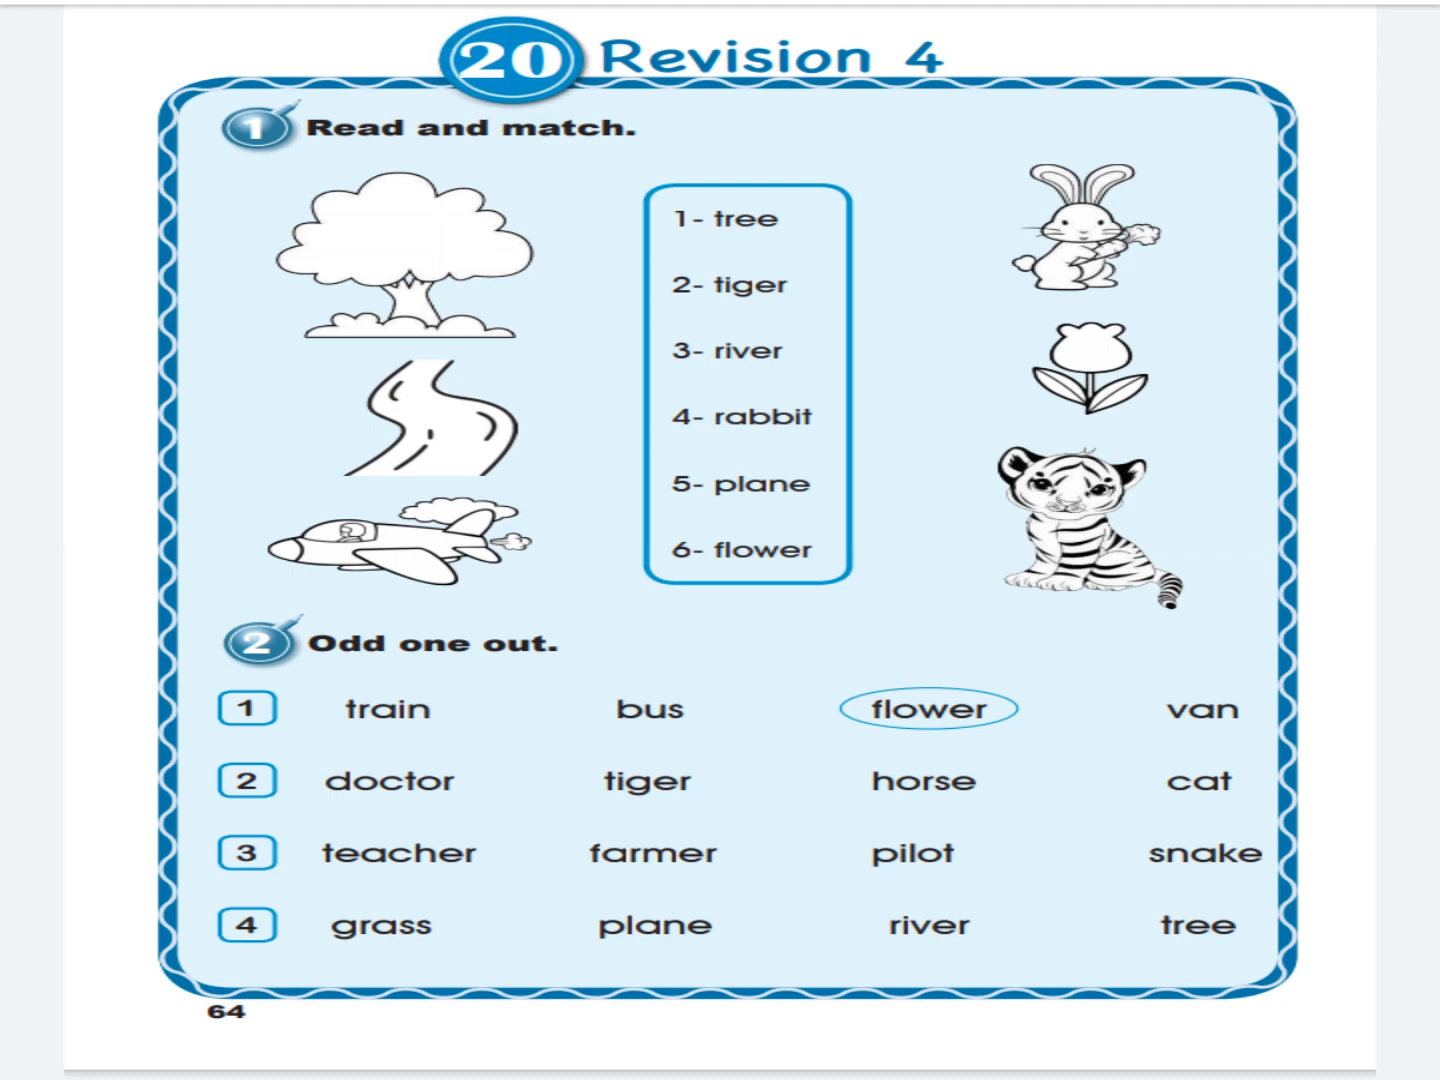 20 Revision 4
1 Read and match.
1- tree
2- tiger
3- river
4- rabbit
5- plane
6- flower
2 Odd one out.
1 train bus flower van
2 doctor tiger horse cat
3 teacher farmer pilot snake
4 grass plane river tree
64